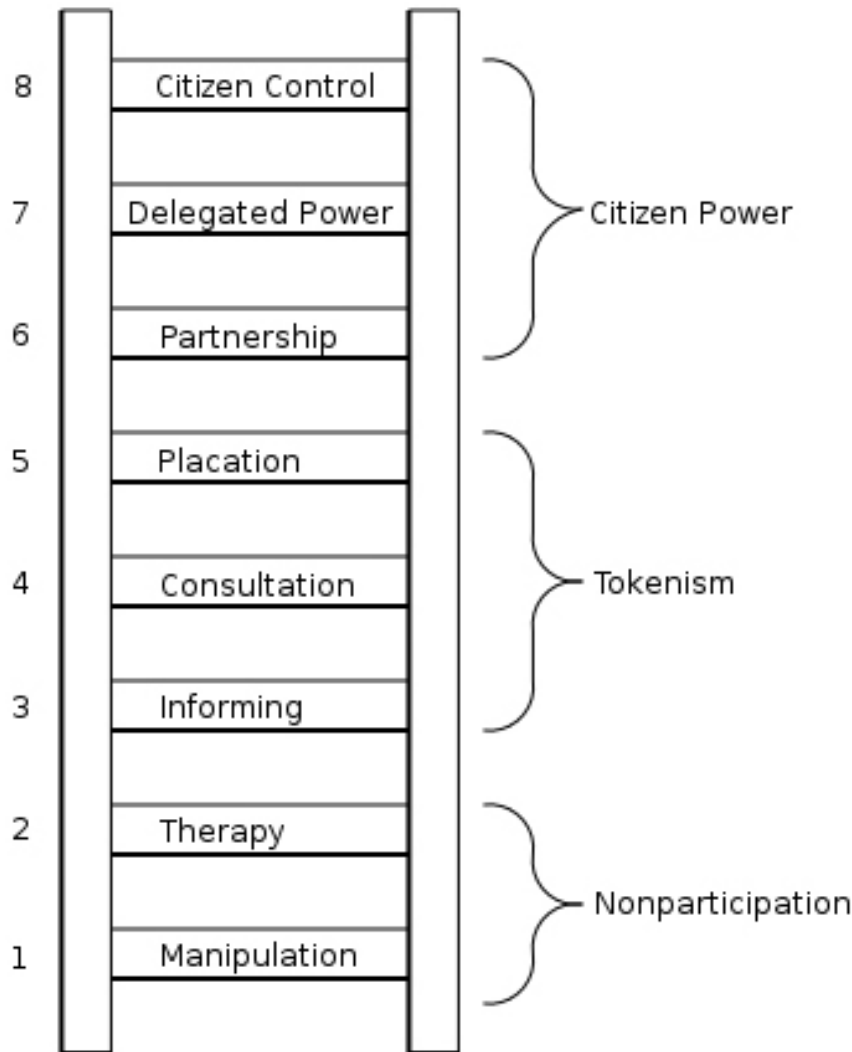 8 Citizen Control
7 Delegated Power
Citizen Power
6 Partnership
5 Placation
4 Consultation
Tokenism
3 Informing
2 Therapy
Nonparticipation
1 Manipulation